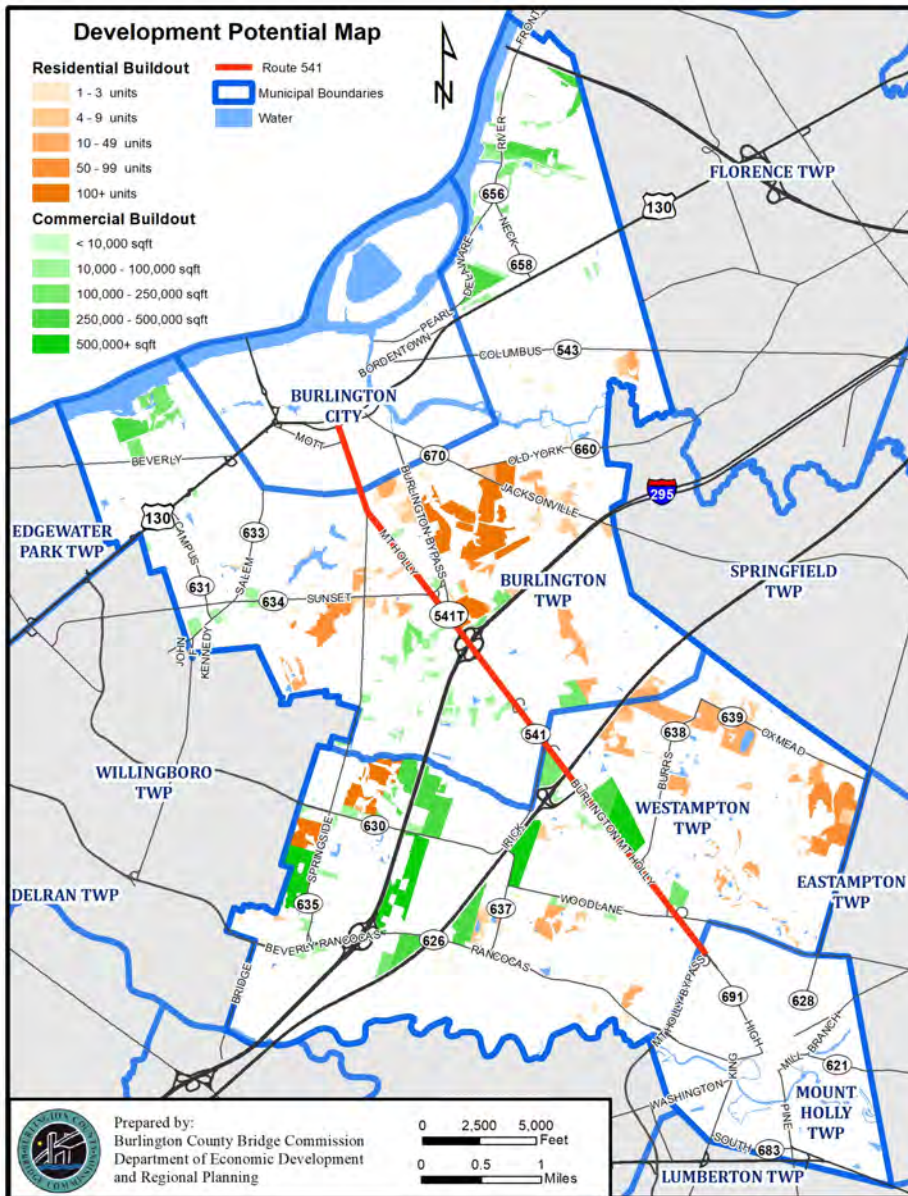 Development Potential Map
Residential Buildout
1 - 3 units
4 - 9 units
10 - 49 units
50 - 99 units
100+ units
Commercial Buildout
< 10,000 sqft
10,000 - 100,000 sqft
100,000 - 250,000 sqft
250,000 - 500,000 sqft
500,000+ sqft
Route 541
Municipal Boundaries
Water
N
FRONT
RIVER
656
NECK
658
DELAWARE
PEARL
BORDENTOWN
130
FLORENCE TWP
COLUMBUS
543
BURLINGTON
CITY
MOTT
BEVERLY
670
OLD YORK
660
JACKSONVILLE
BURLINGTON BYPASS
295
130
EDGEWATER
PARK TWP
CAMPUS
631
633
SALEM
634
SUNSET
MT HOLLY
541T
BURLINGTON
TWP
SPRINGFIELD
TWP
JOHN
F
KENNEDY
541
638
639
OXMEAD
BURRS
WILLINGBORO
TWP
630
SPRINGSIDE
IRICK
BURLINGTON MT HOLLY
WESTAMPTON
TWP
DELRAN TWP
635
637
WOODLANE
EASTAMPTON
TWP
BEVERLY RANCOCAS
626
RANCOCAS
BRIDGE
MT HOLLY BYPASS
691
HIGH
628
MILL BRANCH
621
KING
WASHINGTON
MOUNT
HOLLY
TWP
PINE
SOUTH
683
LUMBERTON TWP
BURLINGTON COUNTY
BRIDGE COMMISSION
Prepared by:
Burlington County Bridge Commission
Department of Economic Development
and Regional Planning
0 2,500 5,000
Feet
0 0.5 1
Miles